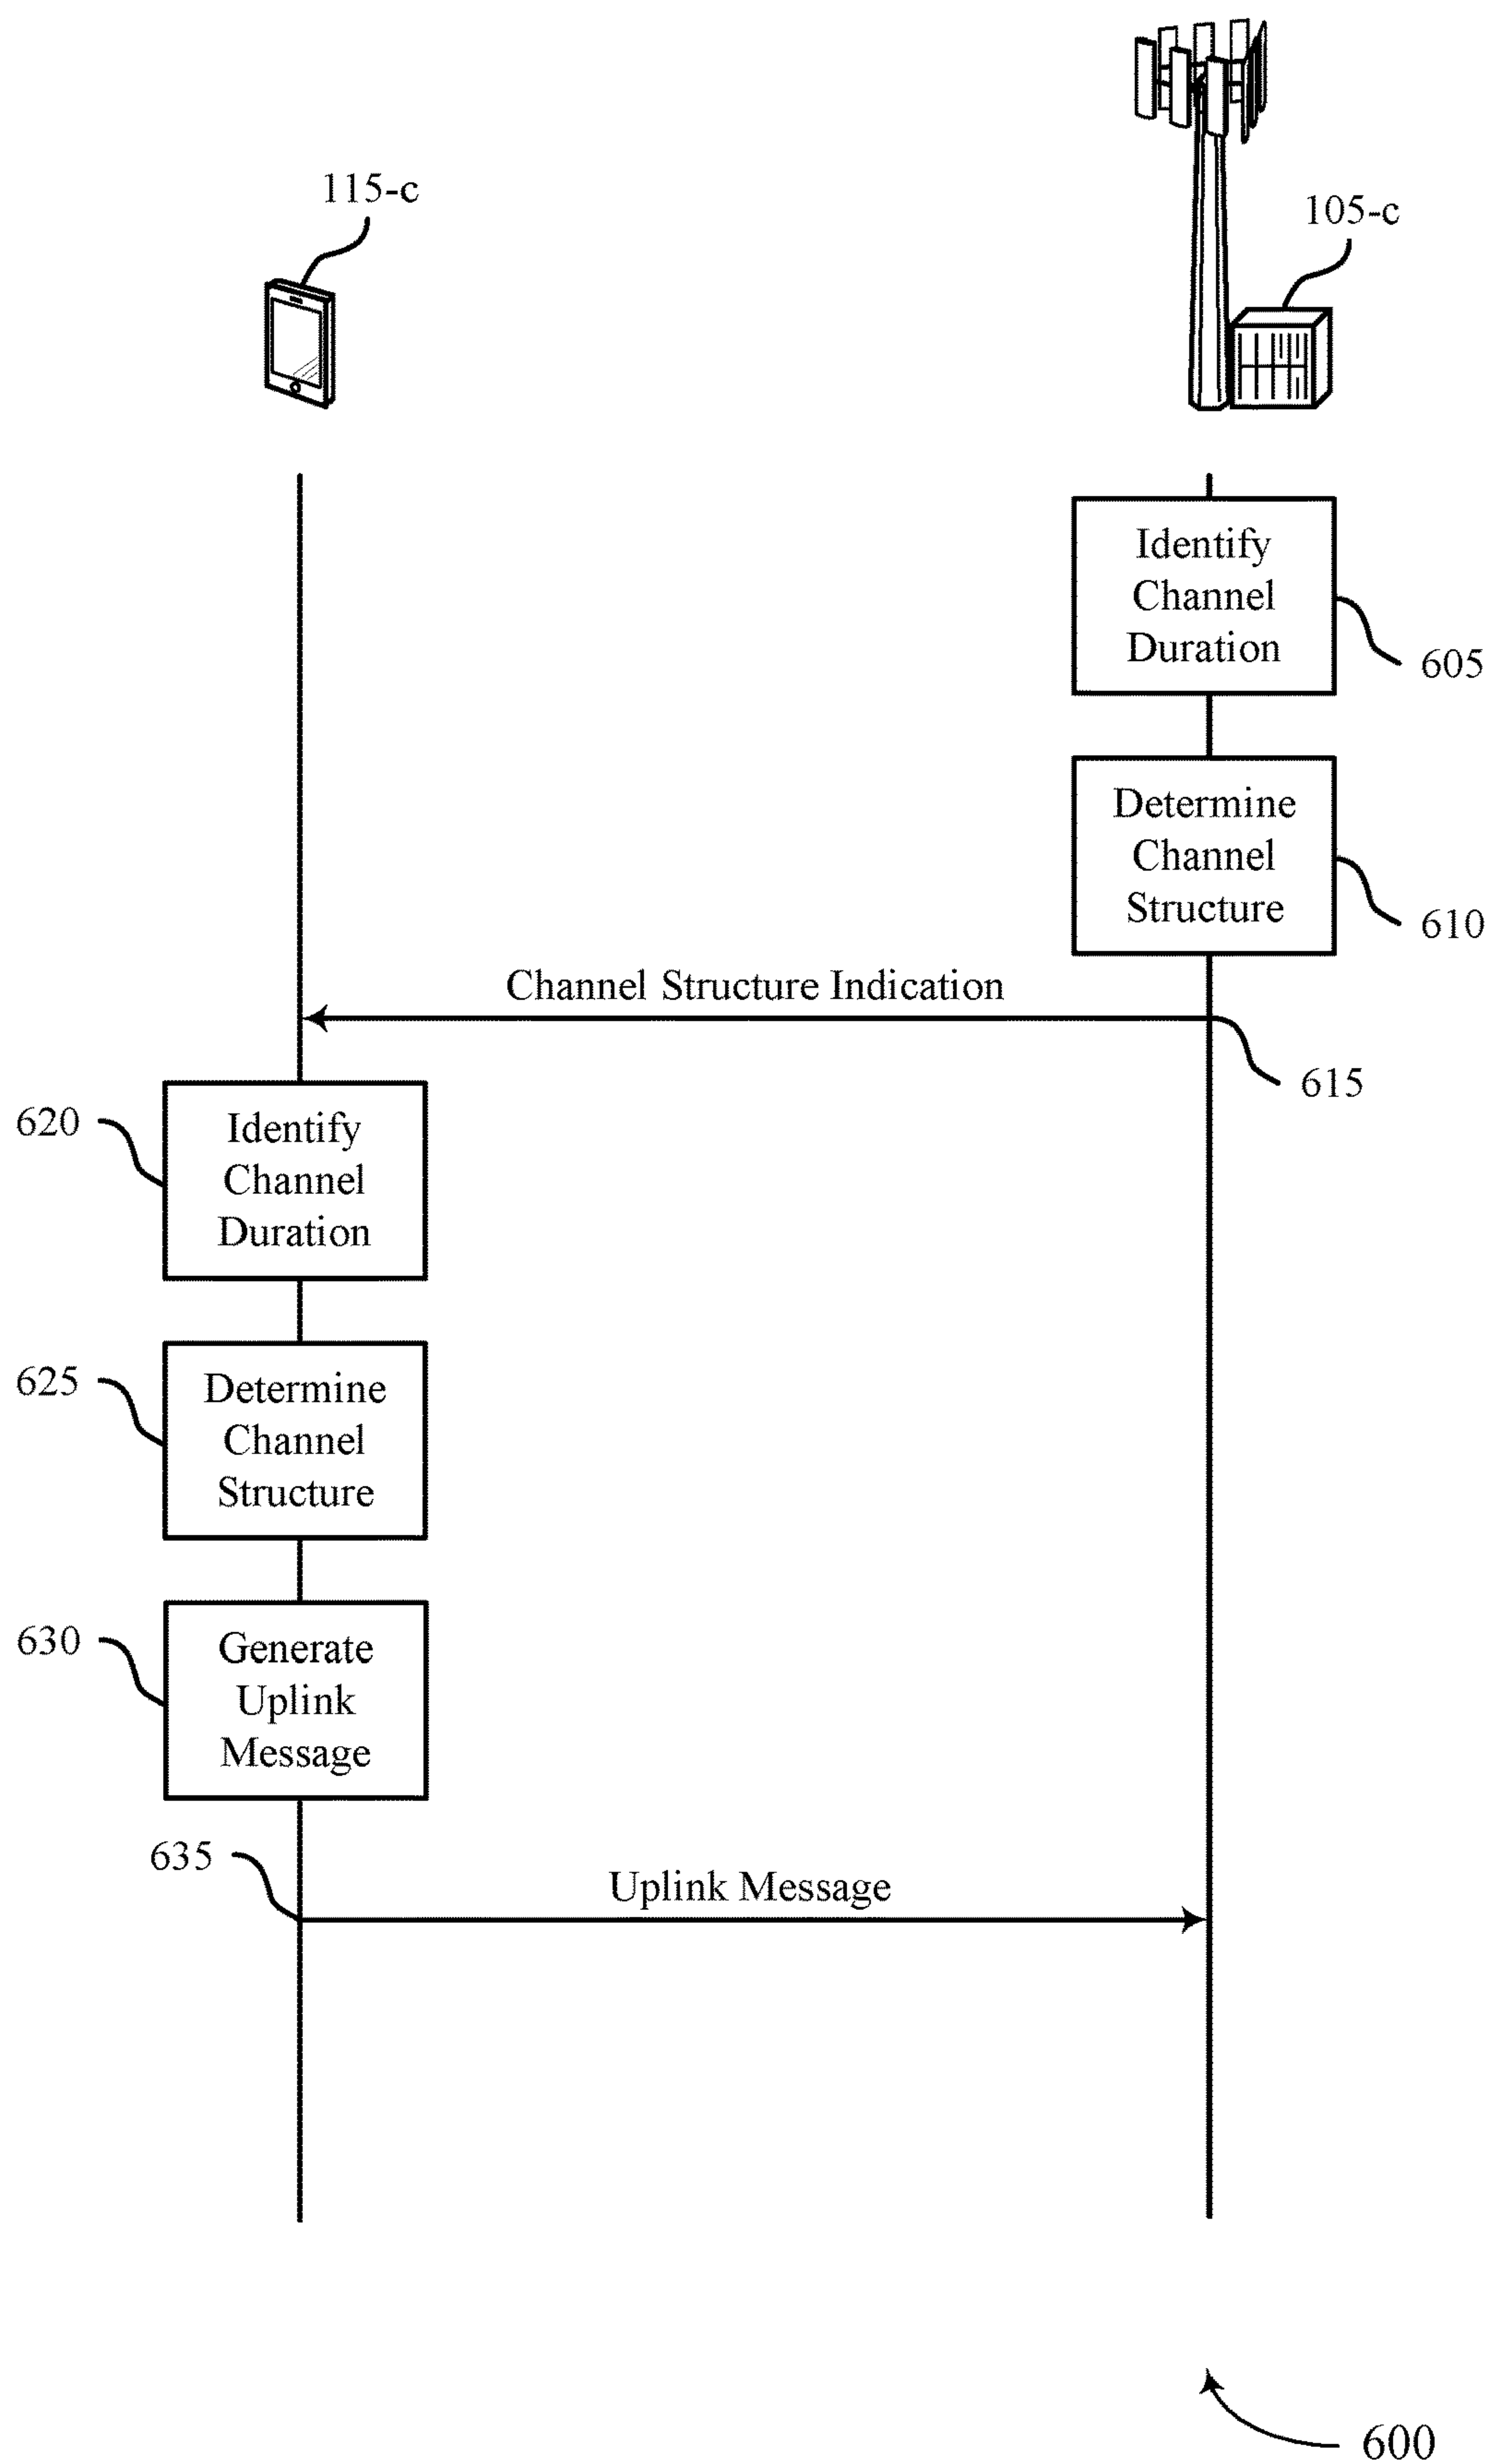 115-c
105-c
Identify
Channel
Duration
605
Determine
Channel
Structure
610
Channel Structure Indication
615
620
Identify
Channel
Duration
625
Determine
Channel
Structure
630
Generate
Uplink
Message
635
Uplink Message
600